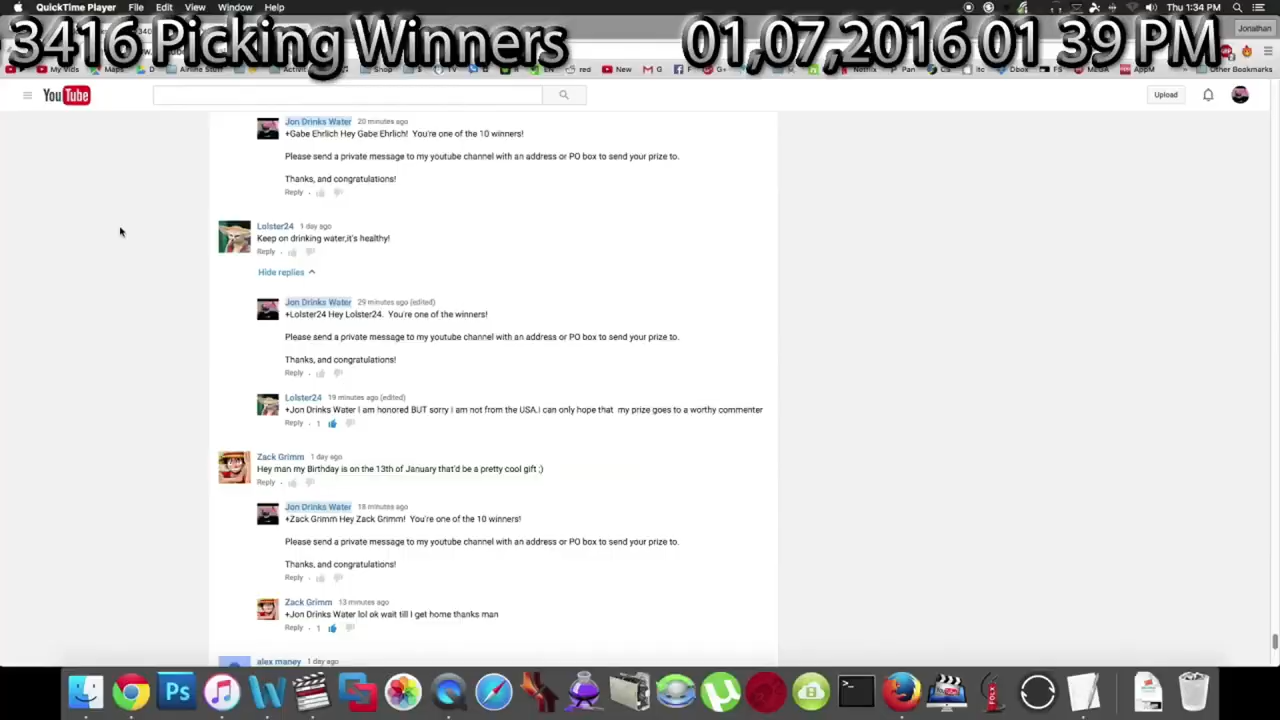 QuickTime Player File Edit View Window Help
Thu 1:34 PM
3416 Picking Winners
01,07,2016 01 39 PM
Jonathan
My Vids
Maps
Shop
red
New
G+
Pan
Dbox
FS
AppM
Other Bookmarks
YouTube
Upload
Jon Drinks Water 20 minutes ago
+Gabe Ehrlich Hey Gabe Ehrlich! You're one of the 10 winners!
Please send a private message to my youtube channel with an address or PO box to send your prize to.
Thanks, and congratulations!
Reply
Lolster24 1 day ago
Keep on drinking water,it's healthy!
Reply
Hide replies
Jon Drinks Water 29 minutes ago (edited)
+Lolster24 Hey Lolster24. You're one of the winners!
Please send a private message to my youtube channel with an address or PO box to send your prize to.
Thanks, and congratulations!
Reply
Lolster24 19 minutes ago (edited)
+Jon Drinks Water I am honored BUT sorry i am not from the USA.i can only hope that my prize goes to a worthy commenter
Reply 1
Zack Grimm 1 day ago
Hey man my Birthday is on the 13th of January that'd be a pretty cool gift ;)
Reply
Jon Drinks Water 18 minutes ago
+Zack Grimm Hey Zack Grimm! You're one of the 10 winners!
Please send a private message to my youtube channel with an address or PO box to send your prize to.
Thanks, and congratulations!
Reply
Zack Grimm 13 minutes ago
+Jon Drinks Water lol ok wait till I get home thanks man
Reply 1
alex maney 1 day ago
Ps